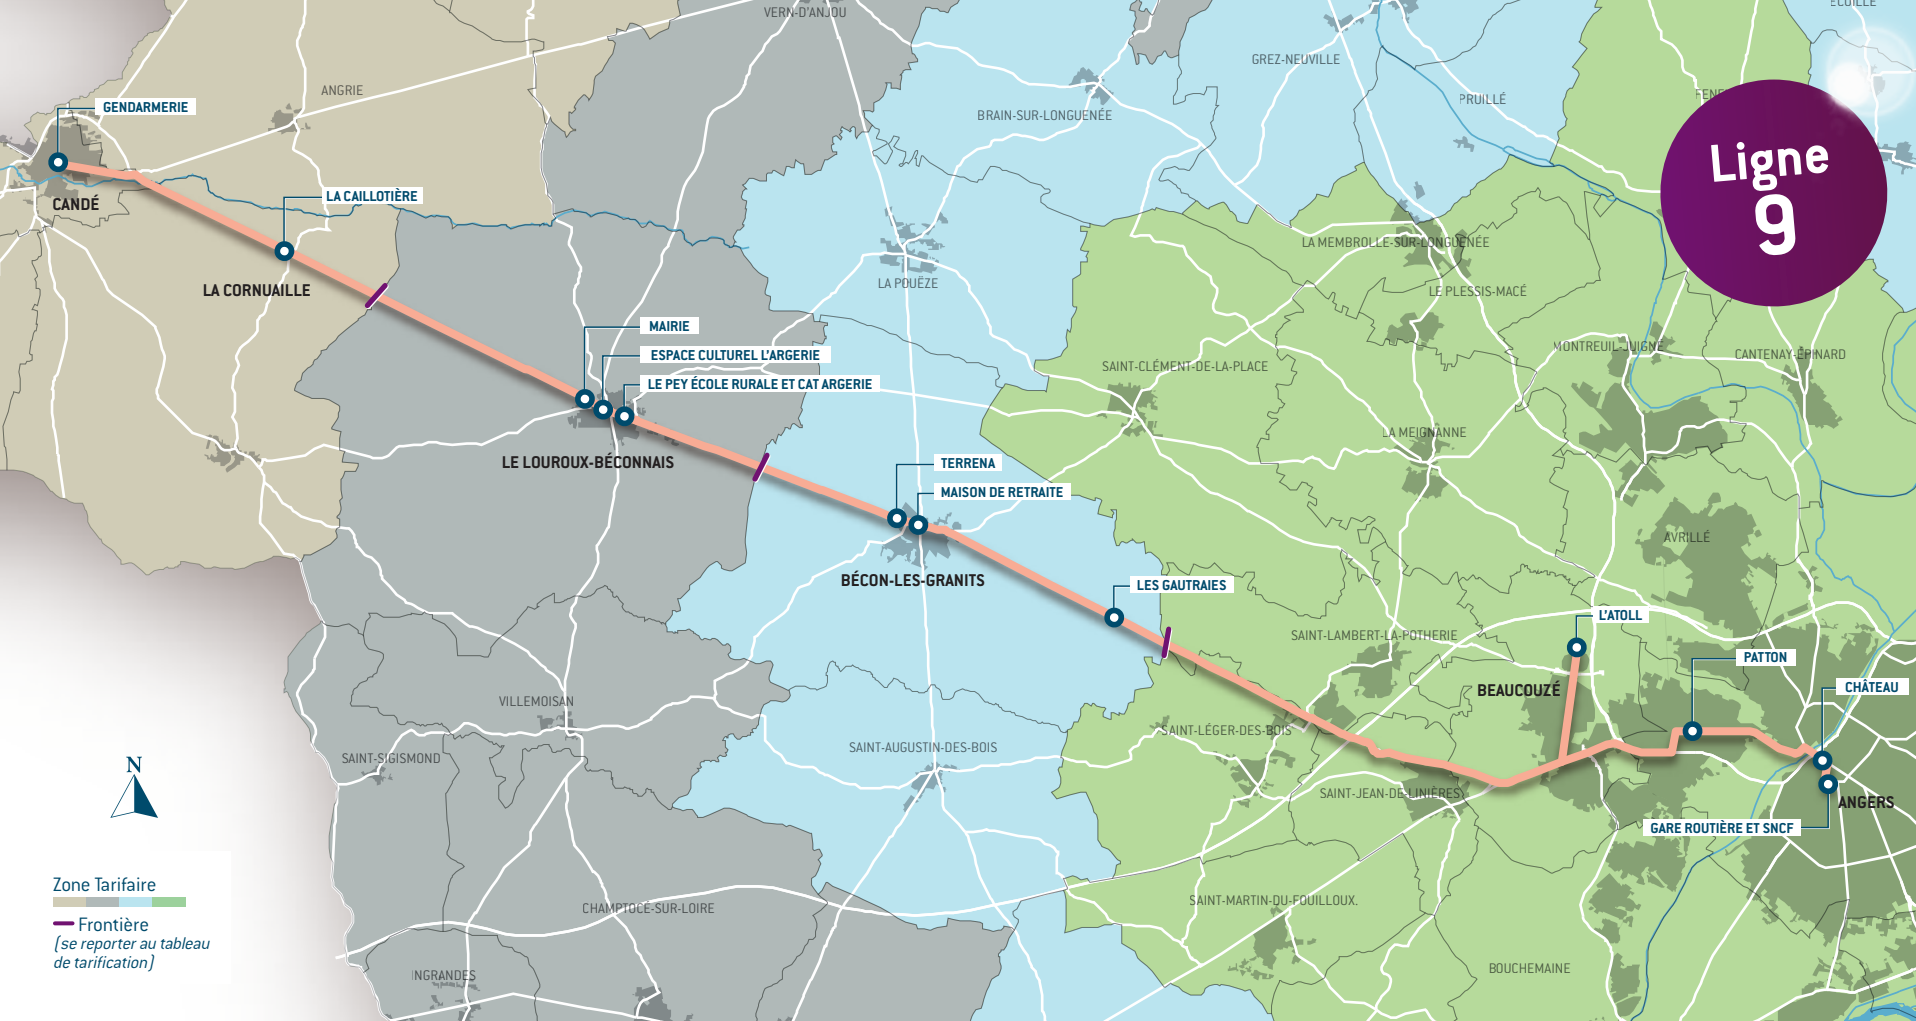 VERN-D'ANJOU
GREZ-NEUVILLE
ANGRIE
PRUILLÉ
GENDARMERIE
BRAIN-SUR-LONGUENÉE
Ligne
9
CANDÉ
LA CAILLOTIÈRE
LA MEMBROLLE-SUR-LONGUENÉE
LA POUËZE
LA CORNUAILLE
LE PLESSIS-MACÉ
MAIRIE
MONTREUIL-JUIGNÉ
CANTENAY-ÉPINARD
ESPACE CULTUREL L'ARGERIE
SAINT-CLÉMENT-DE-LA-PLACE
LE PEY ÉCOLE RURALE ET CAT ARGERIE
LA MEIGNANNE
LE LOUROUX-BÉCONNAIS
TERRENA
MAISON DE RETRAITE
AVRILLÉ
BÉCON-LES-GRANITS
LES GAUTRAIES
L'ATOLL
SAINT-LAMBERT-LA-POTHERIE
PATTON
BEAUCOUZÉ
CHÂTEAU
VILLEMOISAN
SAINT-LÉGER-DES-BOIS
SAINT-AUGUSTIN-DES-BOIS
SAINT-SIGISMOND
N
SAINT-JEAN-DE-LINIÈRES
ANGERS
GARE ROUTIÈRE ET SNCF
Zone Tarifaire
SAINT-MARTIN-DU-FOUILLOUX.
CHAMPTOCÉ-SUR-LOIRE
Frontière
(se reporter au tableau
de tarification)
BOUCHEMAINE
INGRANDES